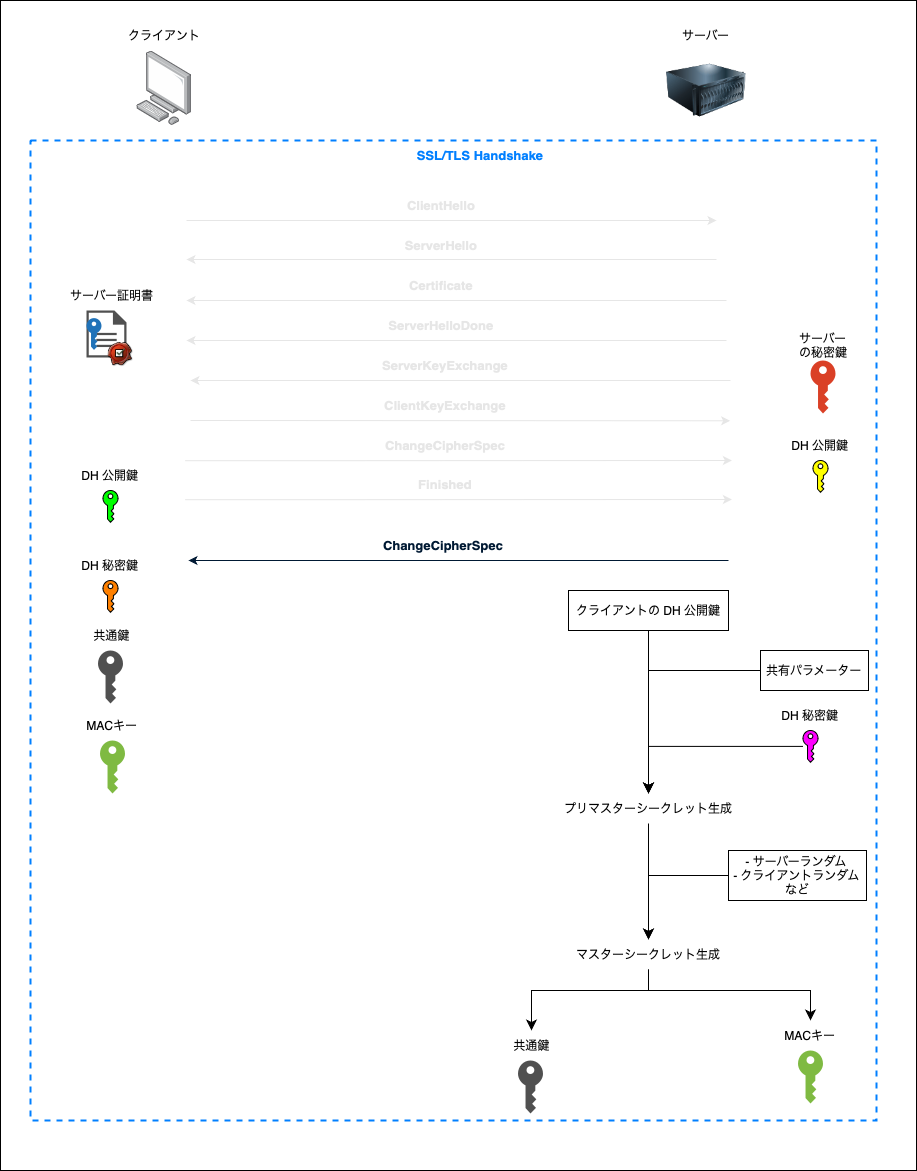 クライアント
サーバー
SSL/TLS Handshake
ClientHello
ServerHello
Certificate
サーバー証明書
ServerHelloDone
サーバー
の秘密鍵
ServerKeyExchange
ClientKeyExchange
ChangeCipherSpec
DH 公開鍵
DH 公開鍵
Finished
ChangeCipherSpec
DH 秘密鍵
クライアントの DH 公開鍵
共通鍵
共有パラメーター
DH 秘密鍵
MACキー
プリマスターシークレット生成
- サーバーランダム
- クライアントランダム
など
マスターシークレット生成
MACキー
共通鍵